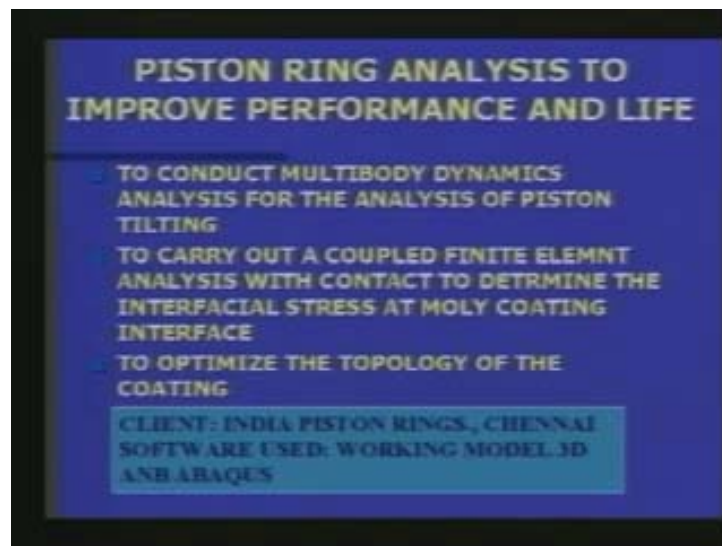 PISTON RING ANALYSIS TO
IMPROVE PERFORMANCE AND LIFE
TO CONDUCT MULTIBODY DYNAMICS
ANALYSIS FOR THE ANALYSIS OF PISTON
TILTING
TO CARRY OUT A COUPLED FINITE ELEMNT
ANALYSIS WITH CONTACT TO DETRMINE THE
INTERFACIAL STRESS AT MOLY COATING
INTERFACE
TO OPTIMIZE THE TOPOLOGY OF THE
COATING
CLIENT: INDIA PISTON RINGS., CHENNAI
SOFTWARE USED: WORKING MODEL 3D
ANB ABAQUS